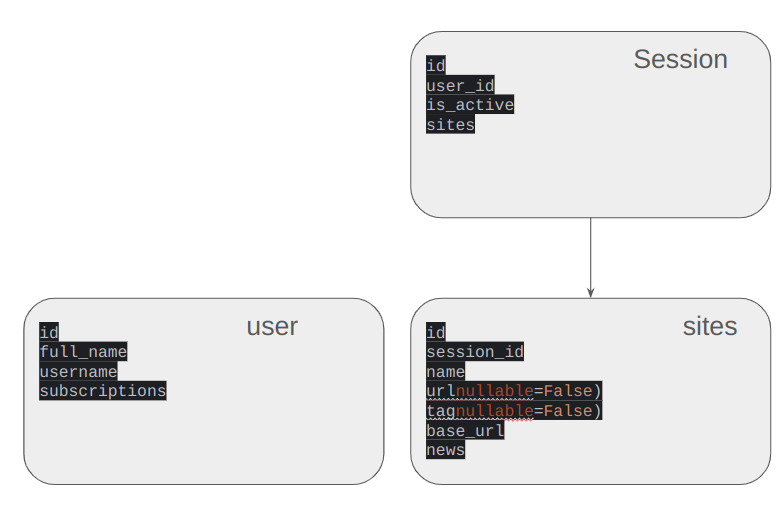 Session
id
user_id
is_active
sites
user
id
full_name
username
subscriptions
sites
id
session_id
name
urlnullable=False)
tagnullable=False)
base_url
news